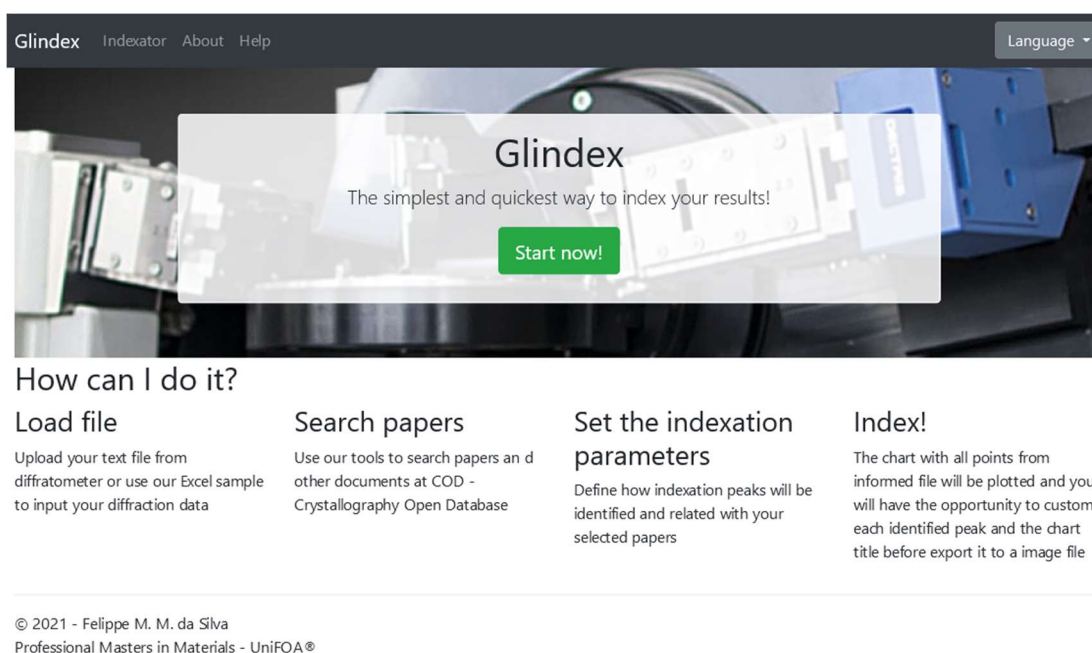 Glindex Indexator About Help Language
Glindex
The simplest and quickest way to index your results!
Start now!
How can I do it?
Load file
Upload your text file from
diffratometer or use our Excel sample
to input your diffraction data
Search papers
Use our tools to search papers an d
other documents at COD -
Crystallography Open Database
Set the indexation
parameters
Define how indexation peaks will be
identified and related with your
selected papers
Index!
The chart with all points from
informed file will be plotted and you
will have the opportunity to custom
each identified peak and the chart
title before export it to a image file
© 2021 - Felippe M. M. da Silva
Professional Masters in Materials - UniFOA®